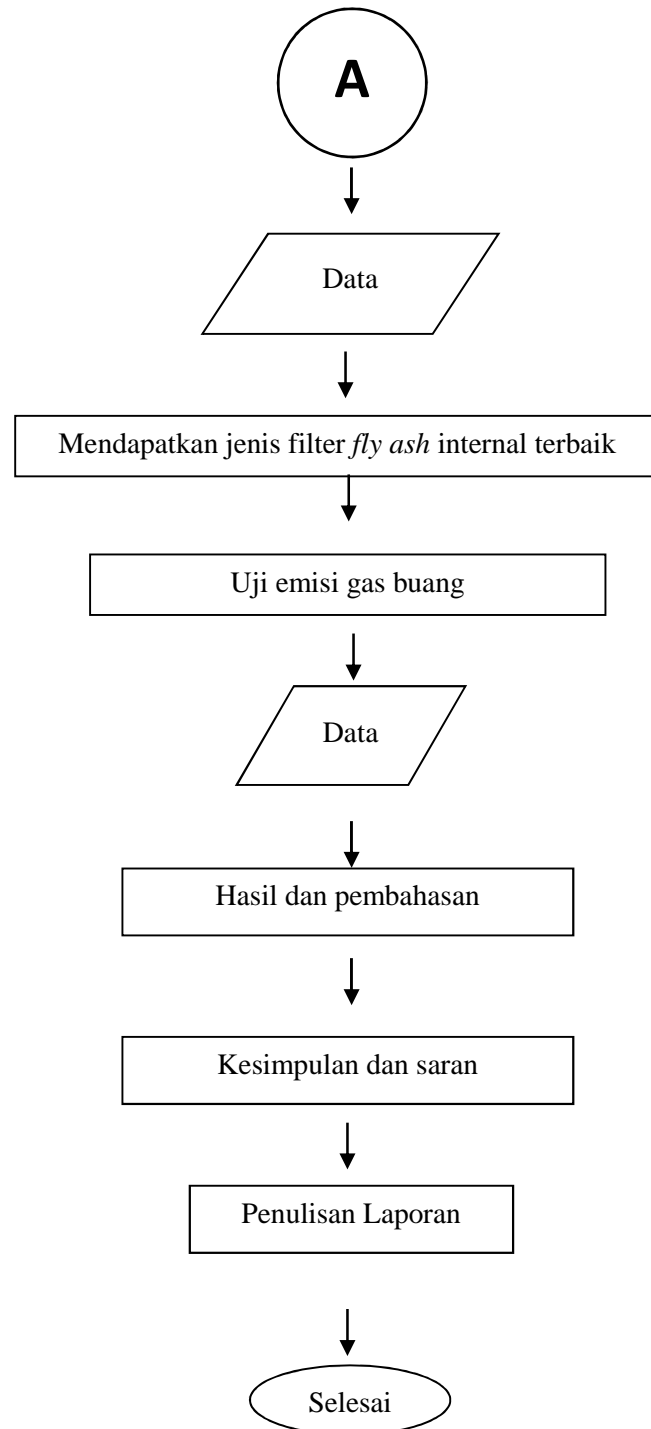 A
Data
Mendapatkan jenis filter fly ash internal terbaik
Uji emisi gas buang
Data
Hasil dan pembahasan
Kesimpulan dan saran
Penulisan Laporan
Selesai